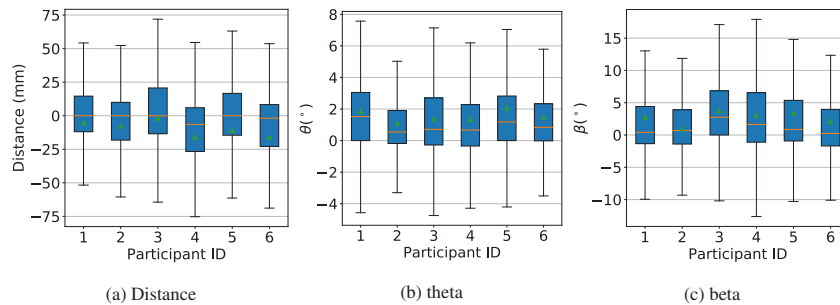 75
50
25
0
−25
−50
−75
Distance (mm)
1 2 3 4 5 6
Participant ID
(a) Distance
8
6
4
2
0
−2
−4
θ(°)
1 2 3 4 5 6
Participant ID
(b) theta
15
10
5
0
−5
−10
β(°)
1 2 3 4 5 6
Participant ID
(c) beta